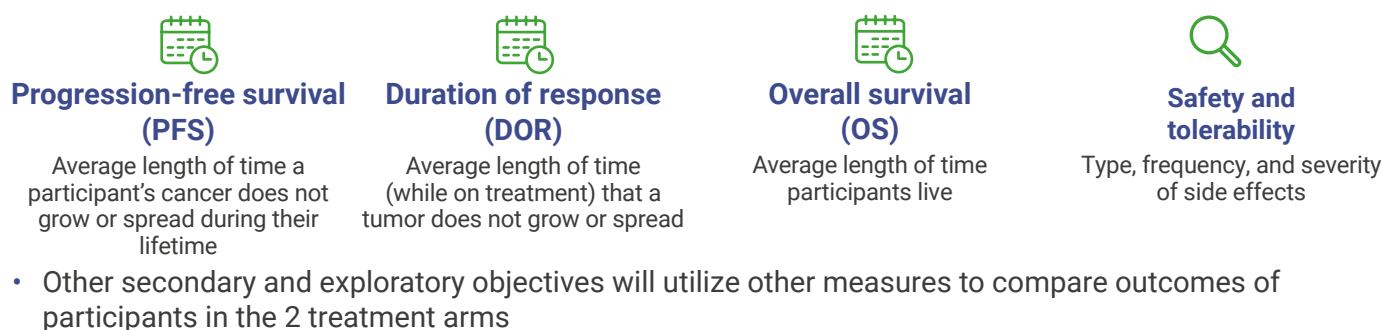 Progression-free survival
(PFS)
Average length of time a
participant's cancer does not
grow or spread during their
lifetime
Duration of response
(DOR)
Average length of time
(while on treatment) that a
tumor does not grow or spread
Overall survival
(OS)
Average length of time
participants live
Safety and
tolerability
Type, frequency, and severity
of side effects
• Other secondary and exploratory objectives will utilize other measures to compare outcomes of
participants in the 2 treatment arms